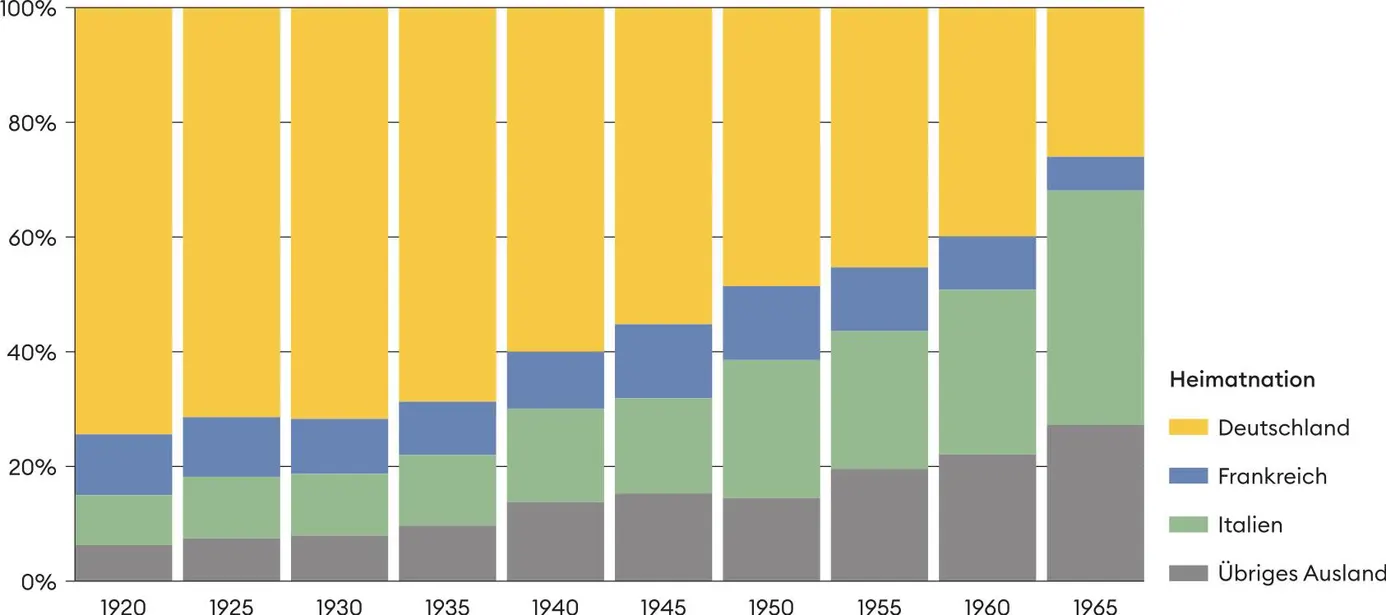 100%
80%
60%
40%
20%
0%
1920 1925 1930 1935 1940 1945 1950 1955 1960 1965
Heimatnation
Deutschland
Frankreich
Italien
Übriges Ausland